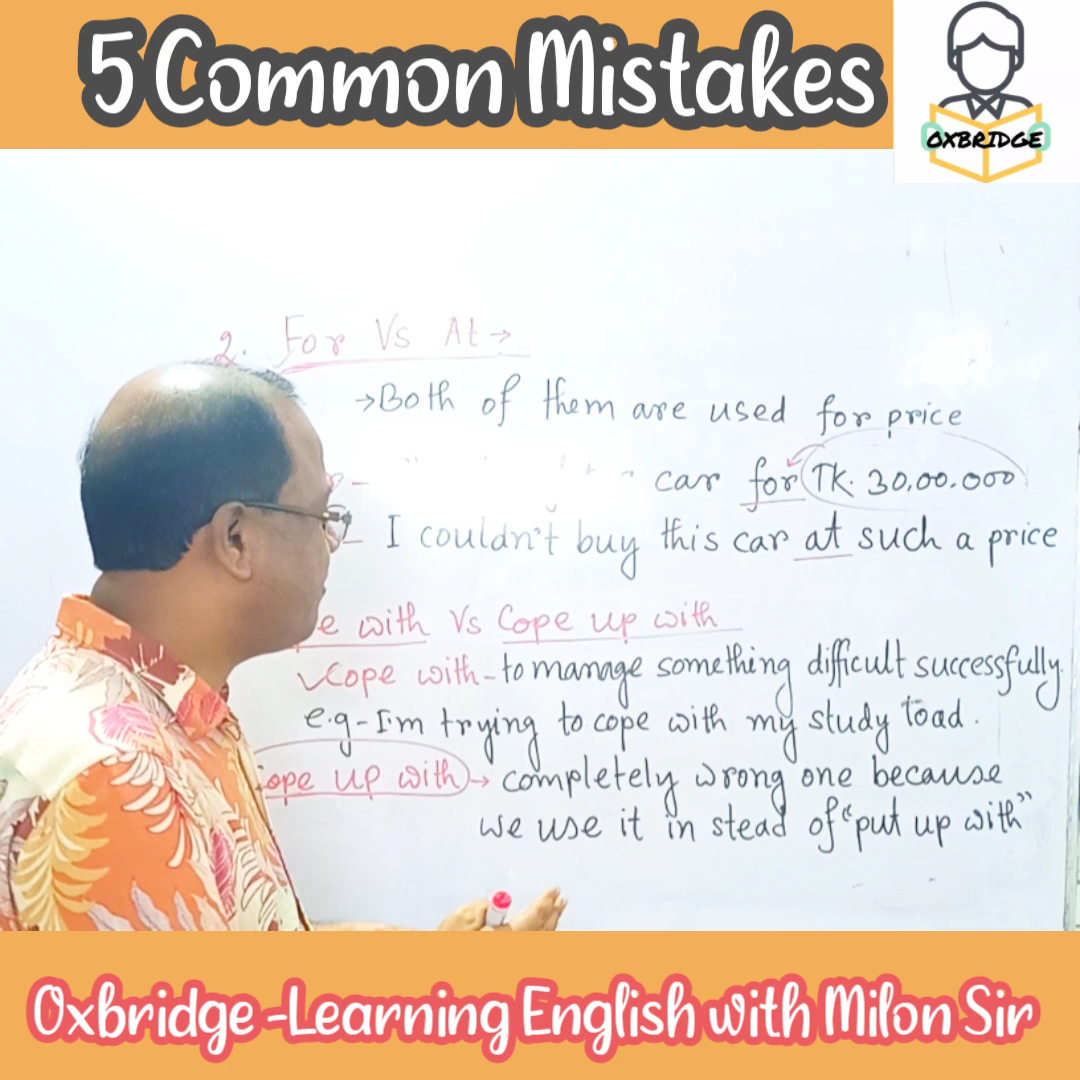 5 Common Mistakes
OXBRIDGE
2. For Vs At →
→ Both of them are used for price
car for TK. 30,00.000
I couldn't buy this car at such a price
with Vs Cope up with
✓Cope with - to manage something difficult successfully.
e.g - I'm trying to cope with my study toad.
up with → completely wrong one because
we use it in stead of "put up with"
Oxbridge - Learning English with Milon Sir